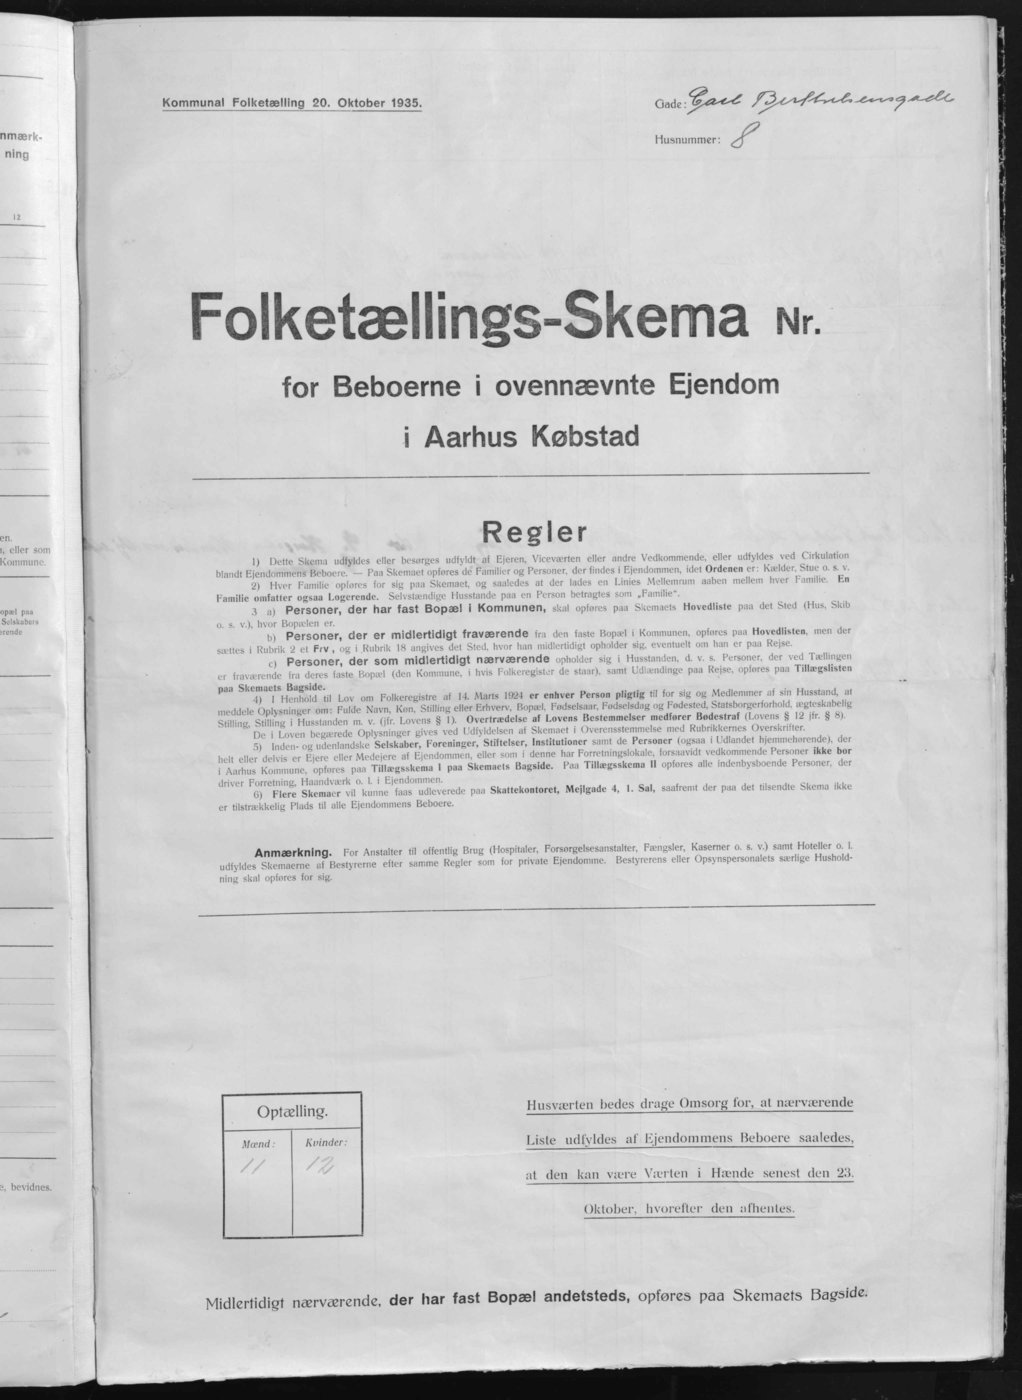 nmærk-
ning
12
en.
, eller som
Kommune.
opæl paa
Selskabers
erende
e, bevidnes.
Kommunal Folketælling 20. Oktober 1935.
Gade: Carl Berthelsensgade
Husnummer: 8
Folketællings-Skema Nr.
for Beboerne i ovennævnte Ejendom
i Aarhus Købstad
Regler
1) Dette Skema udfyldes eller besørges udfyldt af Ejeren, Viceværten eller andre Vedkommende, eller udfyldes ved Cirkulation
blandt Ejendommens Beboere. — Paa Skemaet opføres de Familier og Personer, der findes i Ejendommen, idet Ordenen er: Kælder, Stue o. s. v.
2) Hver Familie opføres for sig paa Skemaet, og saaledes at der lades en Linies Mellemrum aaben mellem hver Familie. En
Familie omfatter ogsaa Logerende. Selvstændige Husstande paa en Person betragtes som „Familie".
3 a) Personer, der har fast Bopæl i Kommunen, skal opføres paa Skemaets Hovedliste paa det Sted (Hus, Skib
o. s. v.), hvor Bopælen er.
b) Personer, der er midlertidigt fraværende fra den faste Bopæl i Kommunen, opføres paa Hovedlisten, men der
sættes i Rubrik 2 et Frv, og i Rubrik 18 angives det Sted, hvor han midlertidigt opholder sig, eventuelt om han er paa Rejse.
c) Personer, der som midlertidigt nærværende opholder sig i Husstanden, d. v. s. Personer, der ved Tællingen
er fraværende fra deres faste Bopæl (den Kommune, i hvis Folkeregister de staar), samt Udlændinge paa Rejse, opføres paa Tillægslisten
paa Skemaets Bagside.
4) I Henhold til Lov om Folkeregistre af 14. Marts 1924 er enhver Person pligtig til for sig og Medlemmer af sin Husstand, at
meddele Oplysninger om: Fulde Navn, Køn, Stilling eller Erhverv, Bopæl, Fødselsaar, Fødselsdag og Fødested, Statsborgerforhold, ægteskabelig
Stilling, Stilling i Husstanden m. v. (jfr. Lovens § 1). Overtrædelse af Lovens Bestemmelser medfører Bødestraf (Lovens § 12 jfr. § 8).
De i Loven begærede Oplysninger gives ved Udfyldelsen af Skemaet i Overensstemmelse med Rubrikkernes Overskrifter.
5) Inden- og udenlandske Selskaber, Foreninger, Stiftelser, Institutioner samt de Personer (ogsaa i Udlandet hjemmehørende), der
helt eller delvis er Ejere eller Medejere af Ejendommen, eller som i denne har Forretningslokale, forsaavidt vedkommende Personer ikke bor
i Aarhus Kommune, opføres paa Tillægsskema I paa Skemaets Bagside. Paa Tillægsskema II opføres alle indenbysboende Personer, der
driver Forretning, Haandværk o. l. i Ejendommen.
6) Flere Skemaer vil kunne faas udleverede paa Skattekontoret, Mejlgade 4, 1. Sal, saafremt der paa det tilsendte Skema ikke
er tilstrækkelig Plads til alle Ejendommens Beboere.
Anmærkning. For Anstalter til offentlig Brug (Hospitaler, Forsørgelsesanstalter, Fængsler, Kaserner o. s. v.) samt Hoteller o. l.
udfyldes Skemaerne af Bestyrerne efter samme Regler som for private Ejendomme. Bestyrerens eller Opsynspersonalets særlige Hushold-
ning skal opføres for sig.
Optælling.
Mænd: Kvinder:
11 12
Husværten bedes drage Omsorg for, at nærværende
Liste udfyldes af Ejendommens Beboere saaledes,
at den kan være Værten i Hænde senest den 23.
Oktober, hvorefter den afhentes.
Midlertidigt nærværende, der har fast Bopæl andetsteds, opføres paa Skemaets Bagside.